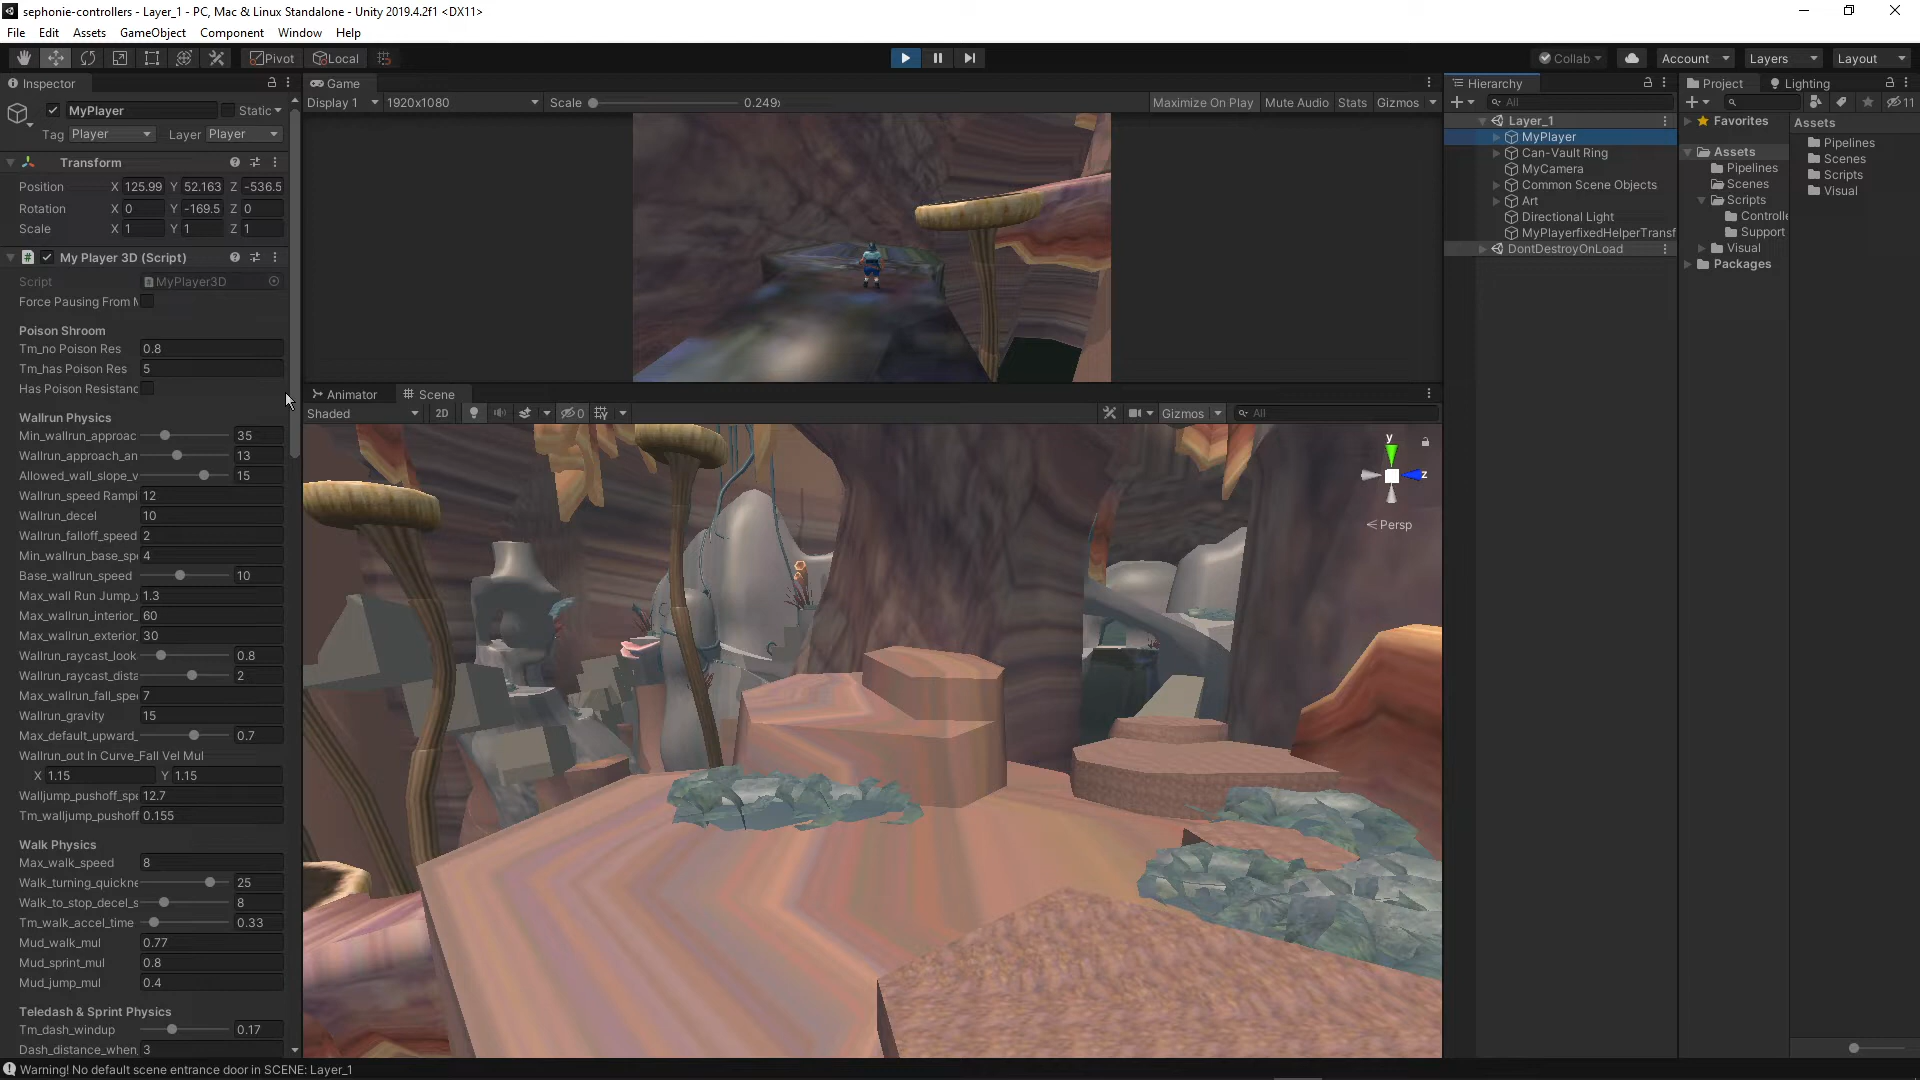 sephonie-controllers - Layer_1 - PC, Mac & Linux Standalone - Unity 2019.4.2f1 <DX11>
File Edit Assets GameObject Component Window Help
Pivot Local Collab Account Layers Layout
Inspector
MyPlayer Static
Tag Player Layer Player
Transform
Position X 125.99 Y 52.163 Z -536.5
Rotation X 0 Y -169.5 Z 0
Scale X 1 Y 1 Z 1
# My Player 3D (Script)
Script MyPlayer3D
Force Pausing From M
Poison Shroom
Tm_no Poison Res 0.8
Tm_has Poison Res 5
Has Poison Resistanc
Wallrun Physics
Min_wallrun_approac 35
Wallrun_approach_an 13
Allowed_wall_slope_v 15
Wallrun_speed Rampi 12
Wallrun_decel 10
Wallrun_falloff_speed 2
Min_wallrun_base_spe 4
Base_wallrun_speed 10
Max_wall Run Jump_ 1.3
Max_wallrun_interior_ 60
Max_wallrun_exterior_ 30
Wallrun_raycast_look 0.8
Wallrun_raycast_dista 2
Max_wallrun_fall_spe 7
Wallrun_gravity 15
Max_default_upward_ 0.7
Wallrun_out In Curve_Fall Vel Mul
X 1.15 Y 1.15
Walljump_pushoff_spe 12.7
Tm_walljump_pushoff 0.155
Walk Physics
Max_walk_speed 8
Walk_turning_quickne 25
Walk_to_stop_decel_s 8
Tm_walk_accel_time 0.33
Mud_walk_mul 0.77
Mud_sprint_mul 0.8
Mud_jump_mul 0.4
Teledash & Sprint Physics
Tm_dash_windup 0.17
Dash_distance_when_ 3
Game
Display 1 1920x1080 Scale 0.249x Maximize On Play Mute Audio Stats Gizmos
Animator # Scene
Shaded 2D 0 Gizmos All
y
z
Persp
Hierarchy
All
Layer_1
MyPlayer
Can-Vault Ring
MyCamera
Common Scene Objects
Art
Directional Light
MyPlayerfixedHelperTransf
DontDestroyOnLoad
Project Lighting
11
Favorites
Assets
Pipelines
Scenes
Scripts
Controlle
Support
Visual
Packages
Assets
Pipelines
Scenes
Scripts
Visual
Warning! No default scene entrance door in SCENE: Layer_1